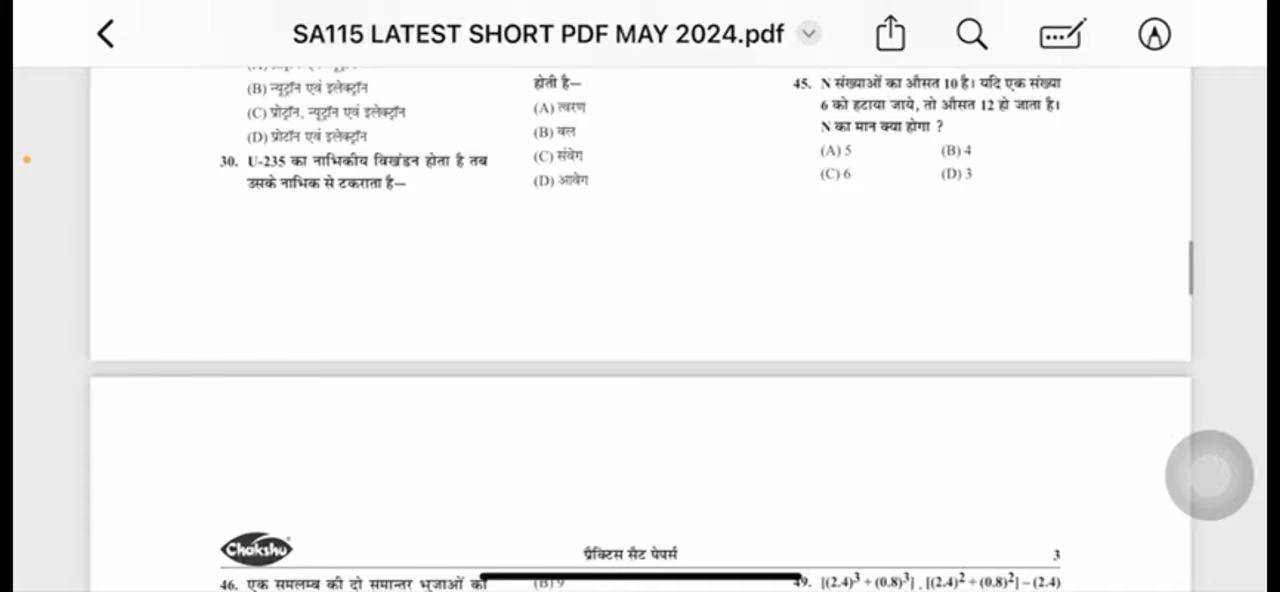 SA115 LATEST SHORT PDF MAY 2024.pdf
(B) न्यूट्रॉन एवं इलेक्ट्रॉन
(C) प्रोट्रॉन, न्यूट्रॉन एवं इलेक्ट्रॉन
(D) प्रोटॉन एवं इलेक्ट्रॉन
30. U-235 का नाभिकीय विखंडन होता है तब
उसके नाभिक से टकराता है—
होती है—
(A) त्वरण
(B) बल
(C) संवेग
(D) आवेग
45. N संख्याओं का औसत 10 है। यदि एक संख्या
6 को हटाया जाये, तो औसत 12 हो जाता है।
N का मान क्या होगा ?
(A) 5 (B) 4
(C) 6 (D) 3
Chakshu
प्रैक्टिस सैट पेपर्स
3
46. एक समलम्ब की दो समान्तर भुजाओं की
(B) 9
49. [(2.4)³ + (0.8)³] . [(2.4)² + (0.8)²] – (2.4)